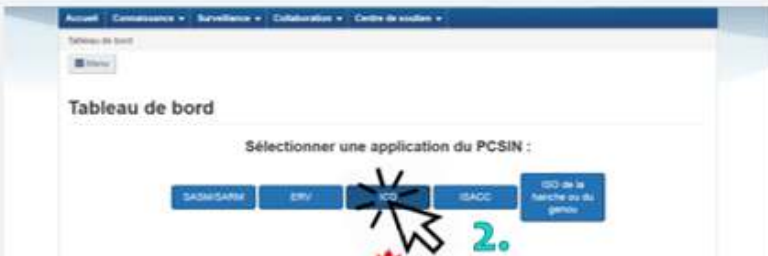 Accueil Connaissance Surveillance Collaboration Centre de soutien
Tableau de bord
Menu
Tableau de bord
Sélectionner une application du PCSIN :
SASM/SARM ERV ICD ISACC ISO de la hanche ou du genou
2.